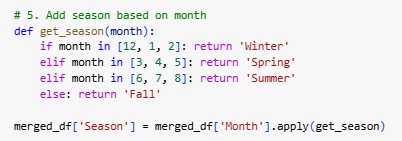 # 5. Add season based on month
def get_season(month):
    if month in [12, 1, 2]: return 'Winter'
    elif month in [3, 4, 5]: return 'Spring'
    elif month in [6, 7, 8]: return 'Summer'
    else: return 'Fall'

merged_df['Season'] = merged_df['Month'].apply(get_season)